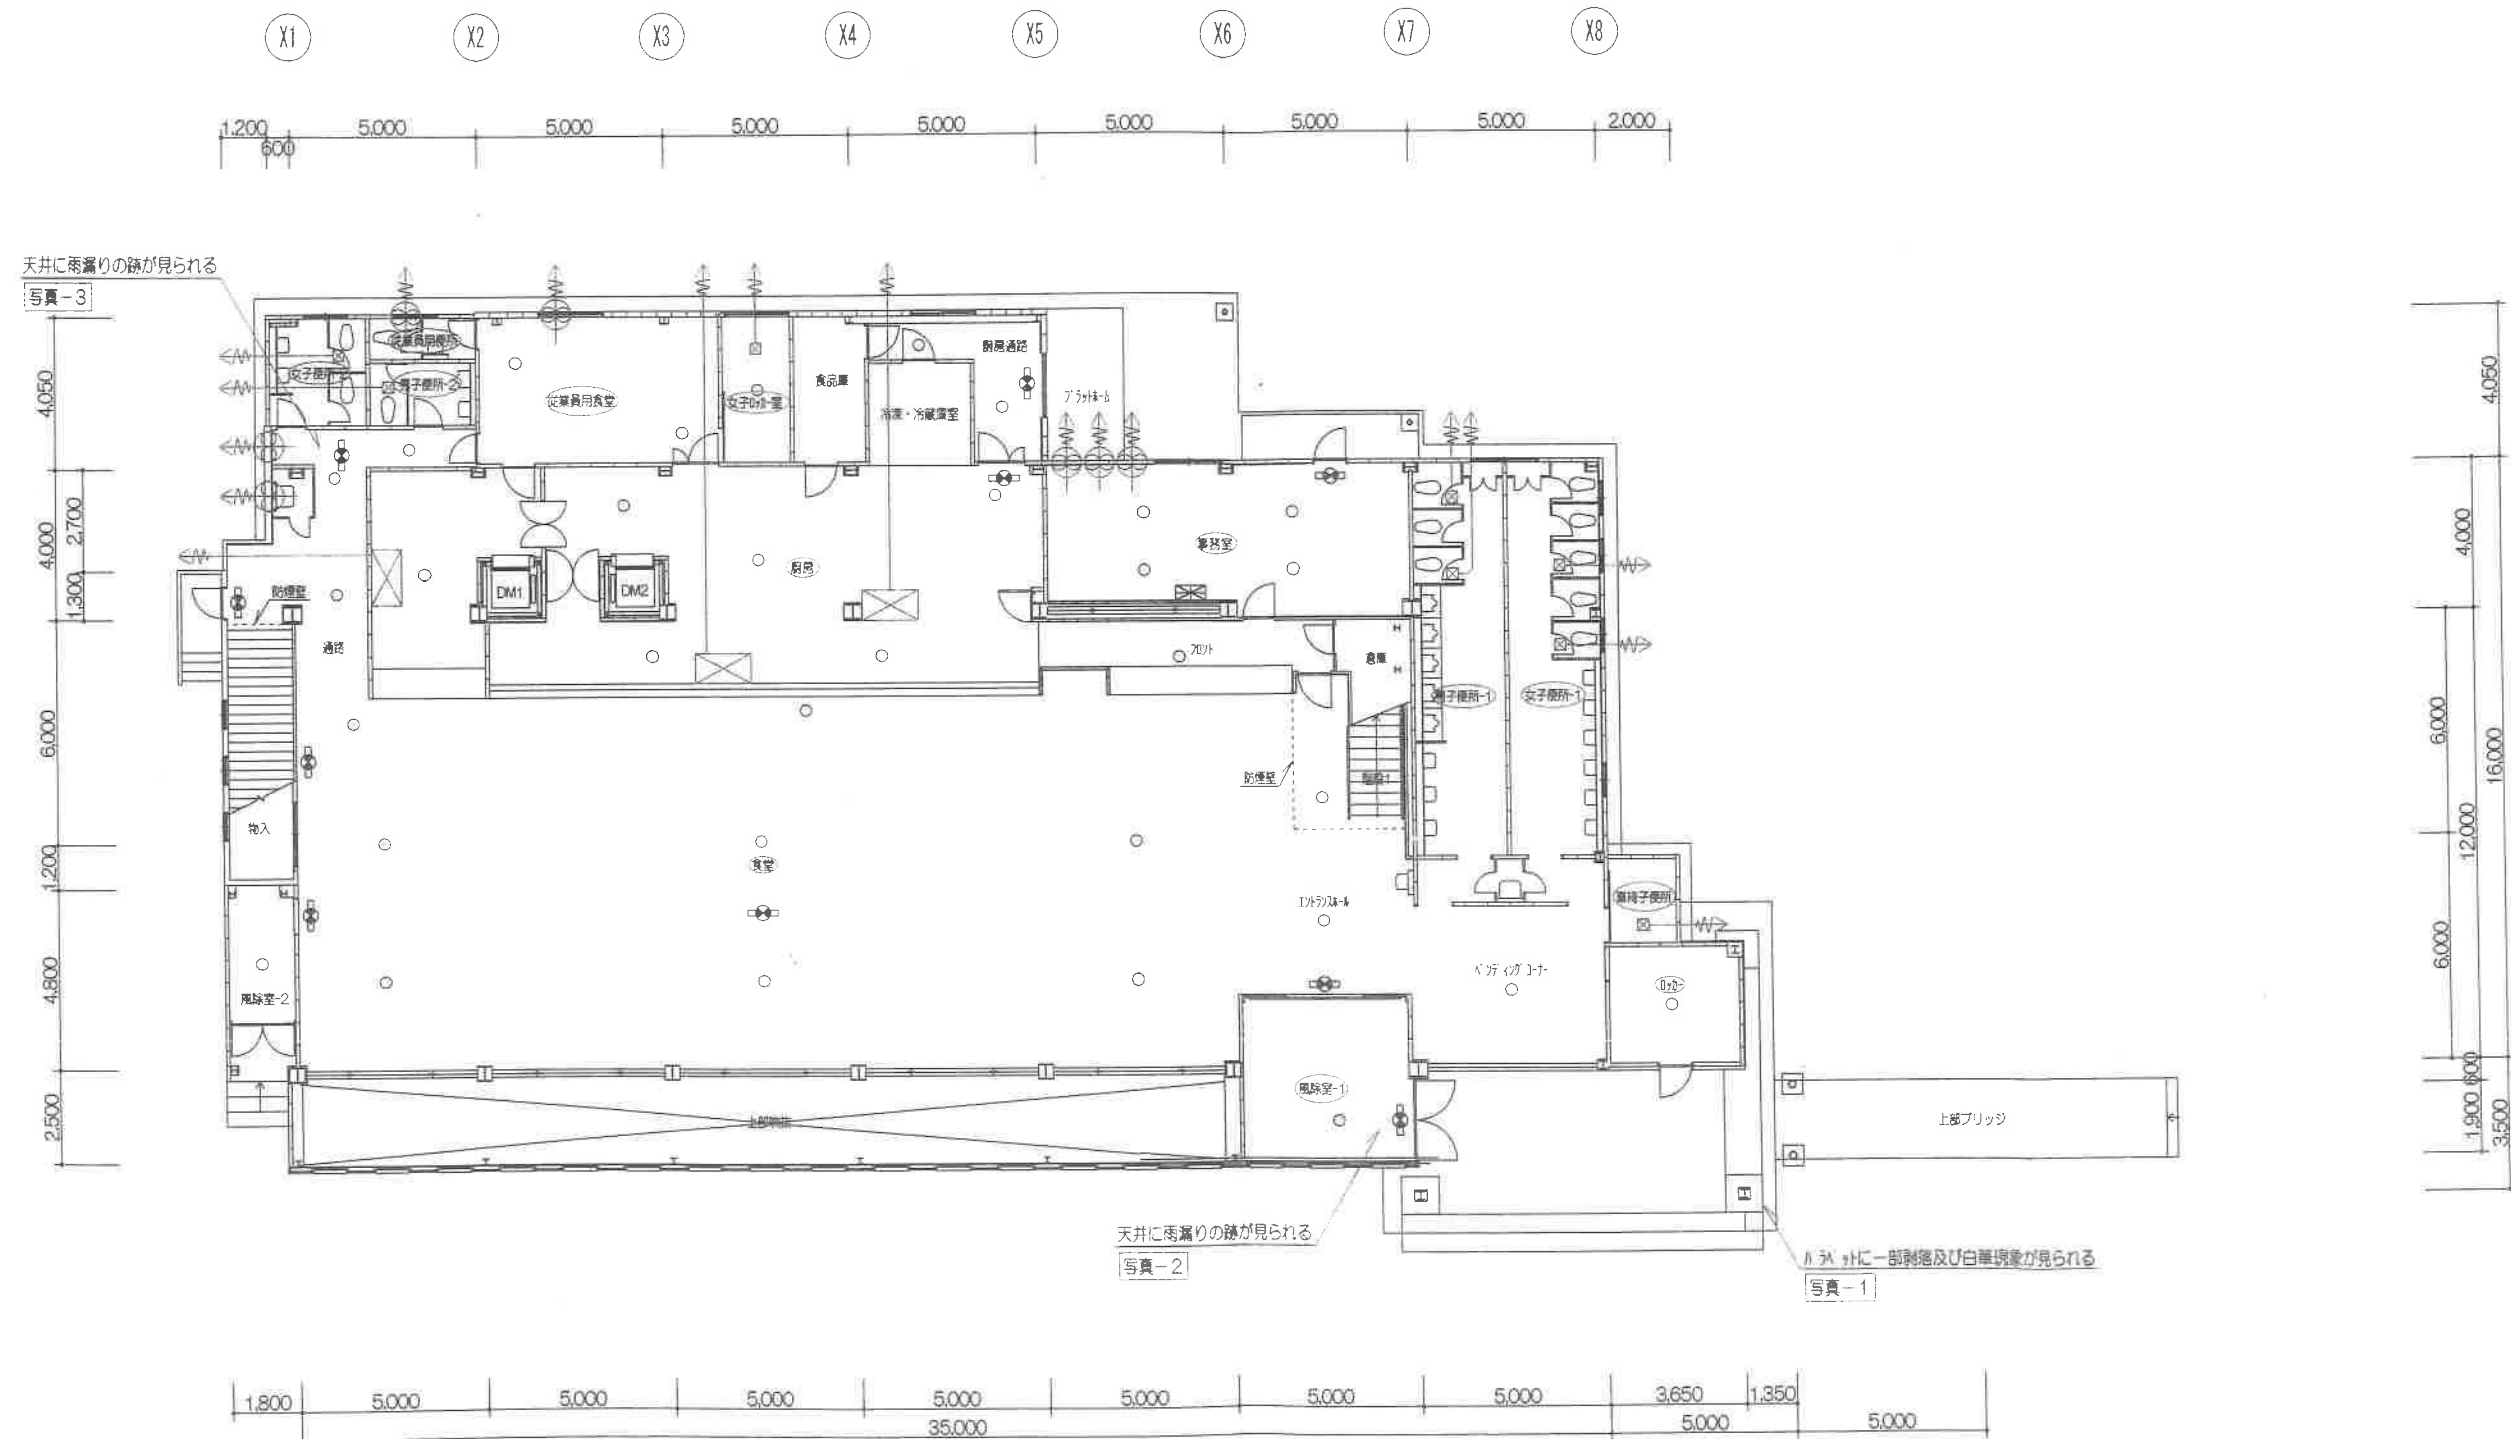 X1 X2 X3 X4 X5 X6 X7 X8
1,200 5,000 5,000 5,000 5,000 5,000 5,000 5,000 2,000
600
天井に雨漏りの跡が見られる
写真-3
4,050
4,000
2,700
1,300
6,000
1,200
4,800
2,500
従業員用便所
女子便所
男子便所-2
従業員用食堂
女子ロッカー室
食品庫
冷凍・冷蔵庫室
厨房通路
プラットホーム
事務室
厨房
DM1
DM2
防煙壁
通路
フロント
倉庫
男子便所-1
女子便所-1
防煙壁
階段1
物入
食堂
エントランスホール
車椅子便所
風除室-2
ベンディングコーナー
ロッカー
風除室-1
上部ブリッジ
4,050
4,000
6,000
16,000
12,000
6,000
600
1,900
3,500
天井に雨漏りの跡が見られる
写真-2
パラペットに一部剥落及び白華現象が見られる
写真-1
1,800 5,000 5,000 5,000 5,000 5,000 5,000 5,000 3,650 1,350
35,000 5,000 5,000